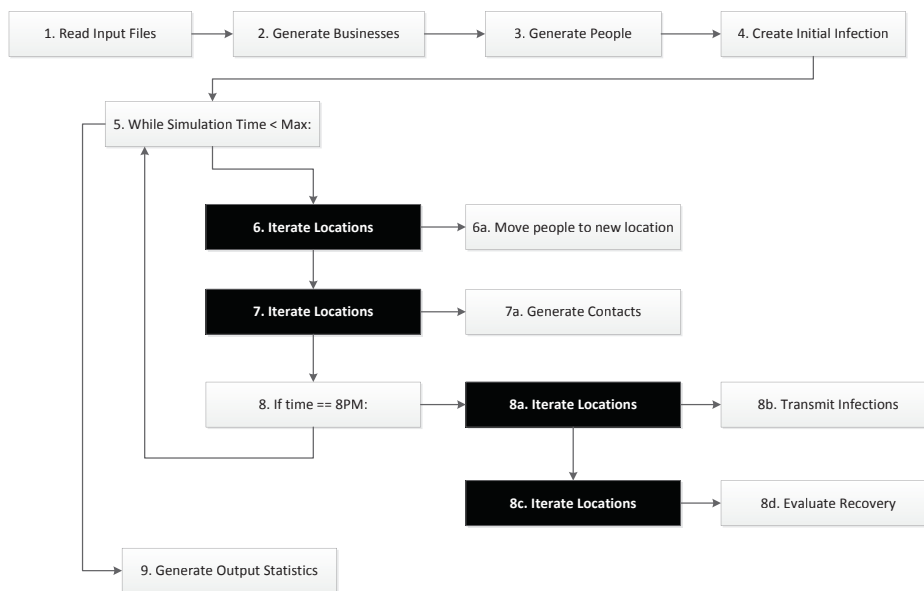 1. Read Input Files
2. Generate Businesses
3. Generate People
4. Create Initial Infection
5. While Simulation Time < Max:
6. Iterate Locations
6a. Move people to new location
7. Iterate Locations
7a. Generate Contacts
8. If time == 8PM:
8a. Iterate Locations
8b. Transmit Infections
8c. Iterate Locations
8d. Evaluate Recovery
9. Generate Output Statistics